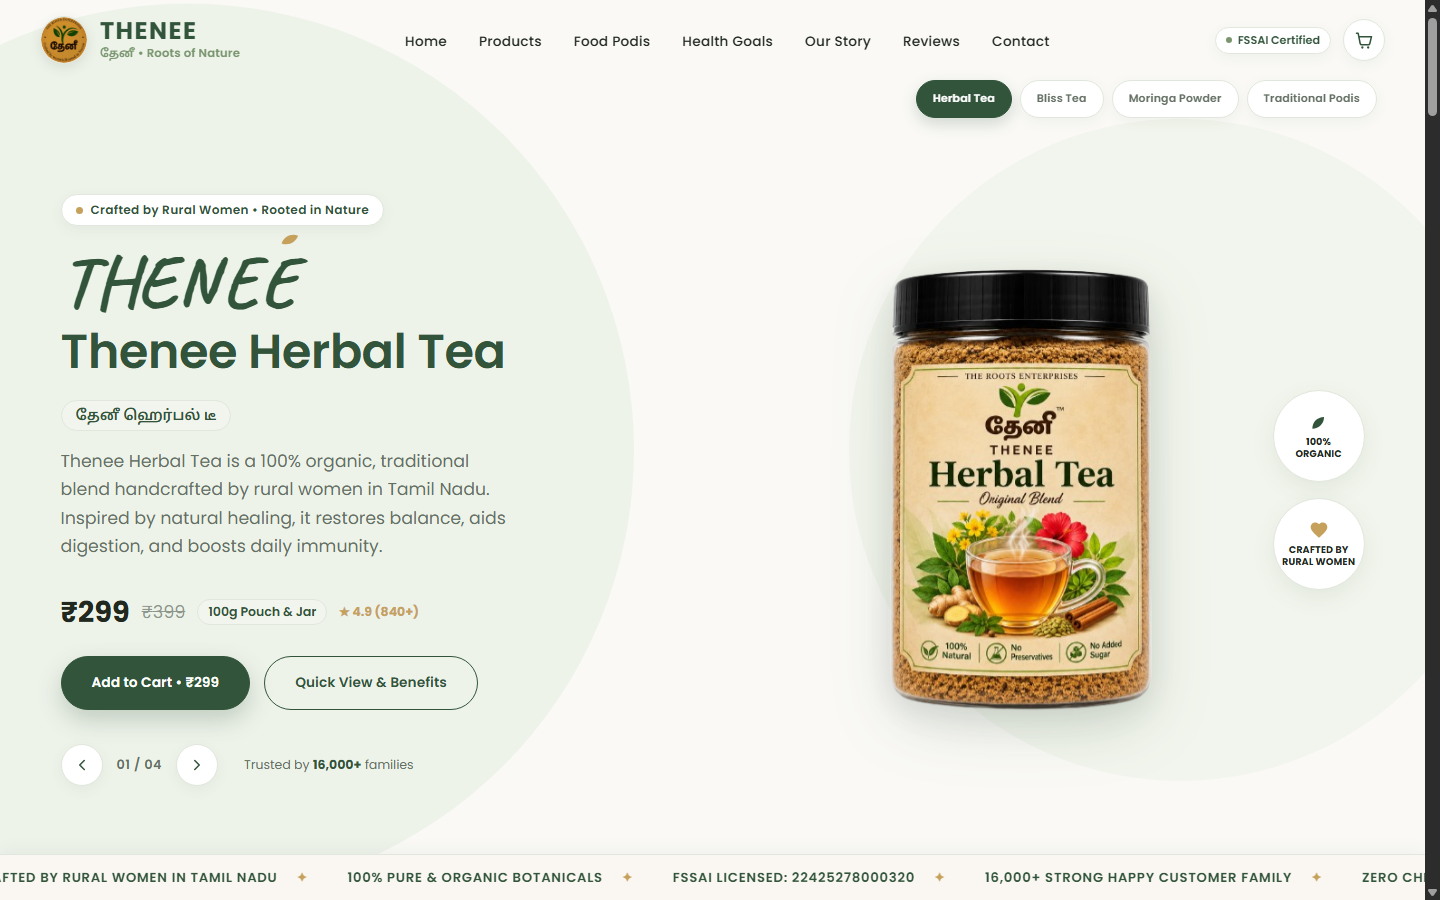 தேனீ
THENEE
தேனீ • Roots of Nature
Home
Products
Food Podis
Health Goals
Our Story
Reviews
Contact
FSSAI Certified
Herbal Tea
Bliss Tea
Moringa Powder
Traditional Podis
Crafted by Rural Women • Rooted in Nature
THENEE
Thenee Herbal Tea
தேனீ ஹெர்பல் டீ
Thenee Herbal Tea is a 100% organic, traditional
blend handcrafted by rural women in Tamil Nadu.
Inspired by natural healing, it restores balance, aids
digestion, and boosts daily immunity.
₹299 ₹399 100g Pouch & Jar ★ 4.9 (840+)
Add to Cart • ₹299
Quick View & Benefits
01 / 04
Trusted by 16,000+ families
THE ROOTS ENTERPRISES
தேனீ™
THENEE
Herbal Tea
Original Blend
100%
Natural
No
Preservatives
No Added
Sugar
100%
ORGANIC
CRAFTED BY
RURAL WOMEN
AFTED BY RURAL WOMEN IN TAMIL NADU ✦ 100% PURE & ORGANIC BOTANICALS ✦ FSSAI LICENSED: 22425278000320 ✦ 16,000+ STRONG HAPPY CUSTOMER FAMILY ✦ ZERO